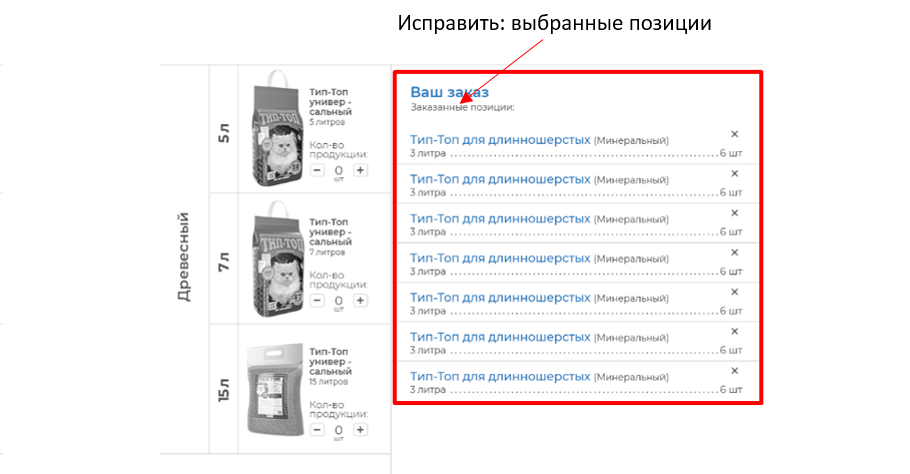 Исправить: выбранные позиции
Древесный
5л
ТИП-ТОП
Тип-Топ
универ -
сальный
5 литров
Кол-во
продукции:
− 0 +
шт
7л
ТИП-ТОП
Тип-Топ
универ -
сальный
7 литров
Кол-во
продукции:
− 0 +
шт
15л
Тип-Топ
универ -
сальный
15 литров
Кол-во
продукции:
− 0 +
шт
Ваш заказ
Заказанные позиции:
Тип-Топ для длинношерстых (Минеральный) ×
3 литра ........ 6 шт
Тип-Топ для длинношерстых (Минеральный) ×
3 литра ........ 6 шт
Тип-Топ для длинношерстых (Минеральный) ×
3 литра ........ 6 шт
Тип-Топ для длинношерстых (Минеральный) ×
3 литра ........ 6 шт
Тип-Топ для длинношерстых (Минеральный) ×
3 литра ........ 6 шт
Тип-Топ для длинношерстых (Минеральный) ×
3 литра ........ 6 шт
Тип-Топ для длинношерстых (Минеральный) ×
3 литра ........ 6 шт